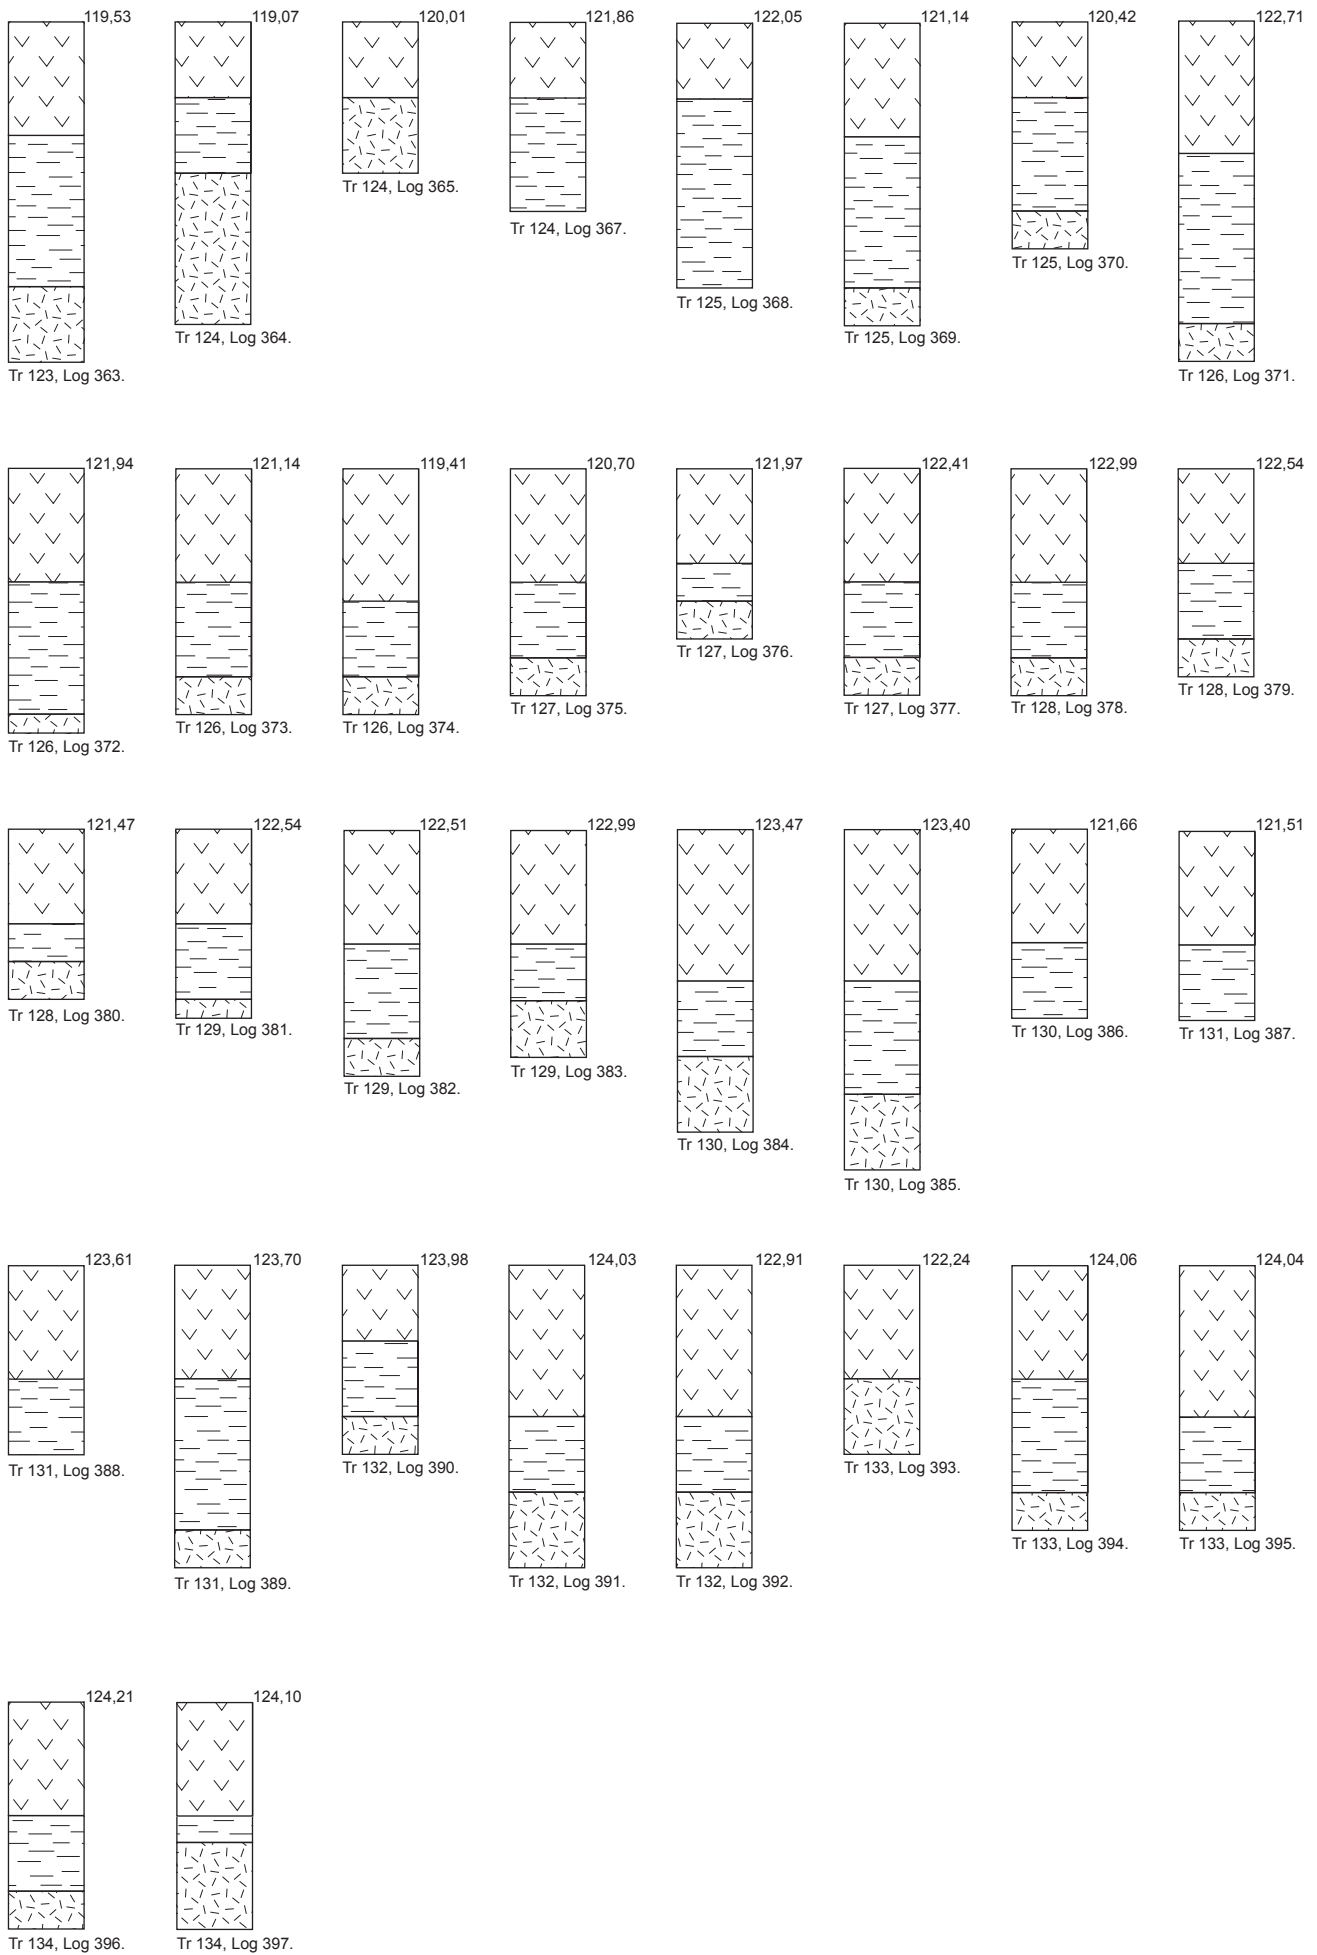 119,53
119,07
120,01
121,86
122,05
121,14
120,42
122,71
Tr 123, Log 363.
Tr 124, Log 364.
Tr 124, Log 365.
Tr 124, Log 367.
Tr 125, Log 368.
Tr 125, Log 369.
Tr 125, Log 370.
Tr 126, Log 371.
121,94
121,14
119,41
120,70
121,97
122,41
122,99
122,54
Tr 126, Log 372.
Tr 126, Log 373.
Tr 126, Log 374.
Tr 127, Log 375.
Tr 127, Log 376.
Tr 127, Log 377.
Tr 128, Log 378.
Tr 128, Log 379.
121,47
122,54
122,51
122,99
123,47
123,40
121,66
121,51
Tr 128, Log 380.
Tr 129, Log 381.
Tr 129, Log 382.
Tr 129, Log 383.
Tr 130, Log 384.
Tr 130, Log 385.
Tr 130, Log 386.
Tr 131, Log 387.
123,61
123,70
123,98
124,03
122,91
122,24
124,06
124,04
Tr 131, Log 388.
Tr 131, Log 389.
Tr 132, Log 390.
Tr 132, Log 391.
Tr 132, Log 392.
Tr 133, Log 393.
Tr 133, Log 394.
Tr 133, Log 395.
124,21
124,10
Tr 134, Log 396.
Tr 134, Log 397.